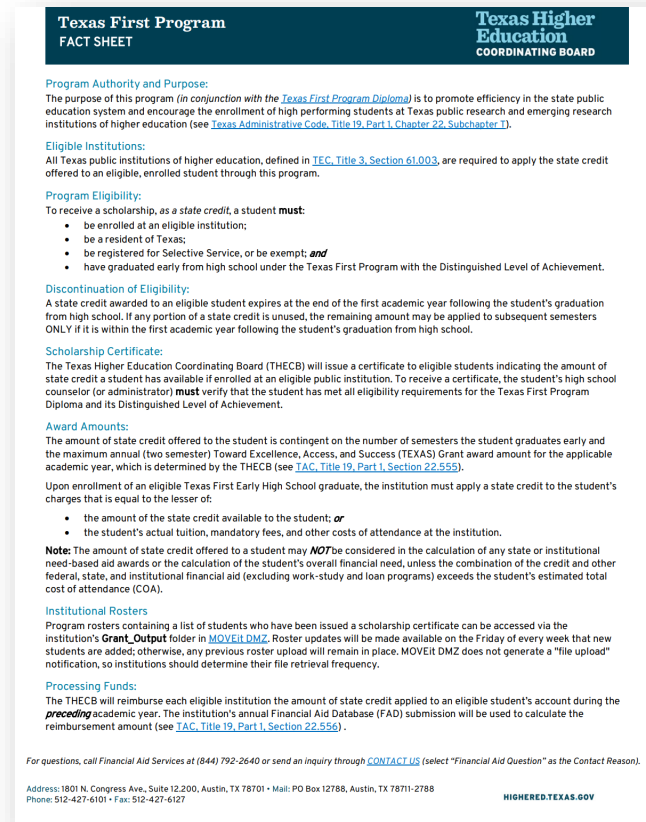 Texas First Program
FACT SHEET
Texas Higher
Education
COORDINATING BOARD
Program Authority and Purpose:
The purpose of this program (in conjunction with the Texas First Program Diploma) is to promote efficiency in the state public
education system and encourage the enrollment of high performing students at Texas public research and emerging research
institutions of higher education (see Texas Administrative Code, Title 19, Part 1, Chapter 22, Subchapter T).
Eligible Institutions:
All Texas public institutions of higher education, defined in TEC, Title 3, Section 61.003, are required to apply the state credit
offered to an eligible, enrolled student through this program.
Program Eligibility:
To receive a scholarship, as a state credit, a student must:
• be enrolled at an eligible institution;
• be a resident of Texas;
• be registered for Selective Service, or be exempt; and
• have graduated early from high school under the Texas First Program with the Distinguished Level of Achievement.
Discontinuation of Eligibility:
A state credit awarded to an eligible student expires at the end of the first academic year following the student's graduation
from high school. If any portion of a state credit is unused, the remaining amount may be applied to subsequent semesters
ONLY if it is within the first academic year following the student's graduation from high school.
Scholarship Certificate:
The Texas Higher Education Coordinating Board (THECB) will issue a certificate to eligible students indicating the amount of
state credit a student has available if enrolled at an eligible public institution. To receive a certificate, the student's high school
counselor (or administrator) must verify that the student has met all eligibility requirements for the Texas First Program
Diploma and its Distinguished Level of Achievement.
Award Amounts:
The amount of state credit offered to the student is contingent on the number of semesters the student graduates early and
the maximum annual (two semester) Toward Excellence, Access, and Success (TEXAS) Grant award amount for the applicable
academic year, which is determined by the THECB (see TAC, Title 19, Part 1, Section 22.555).
Upon enrollment of an eligible Texas First Early High School graduate, the institution must apply a state credit to the student's
charges that is equal to the lesser of:
• the amount of the state credit available to the student; or
• the student's actual tuition, mandatory fees, and other costs of attendance at the institution.
Note: The amount of state credit offered to a student may NOT be considered in the calculation of any state or institutional
need-based aid awards or the calculation of the student's overall financial need, unless the combination of the credit and other
federal, state, and institutional financial aid (excluding work-study and loan programs) exceeds the student's estimated total
cost of attendance (COA).
Institutional Rosters
Program rosters containing a list of students who have been issued a scholarship certificate can be accessed via the
institution's Grant_Output folder in MOVEit DMZ. Roster updates will be made available on the Friday of every week that new
students are added; otherwise, any previous roster upload will remain in place. MOVEit DMZ does not generate a "file upload"
notification, so institutions should determine their file retrieval frequency.
Processing Funds:
The THECB will reimburse each eligible institution the amount of state credit applied to an eligible student's account during the
preceding academic year. The institution's annual Financial Aid Database (FAD) submission will be used to calculate the
reimbursement amount (see TAC, Title 19, Part 1, Section 22.556) .
For questions, call Financial Aid Services at (844) 792-2640 or send an inquiry through CONTACT US (select "Financial Aid Question" as the Contact Reason).
Address: 1801 N. Congress Ave., Suite 12.200, Austin, TX 78701 • Mail: PO Box 12788, Austin, TX 78711-2788
Phone: 512-427-6101 • Fax: 512-427-6127
HIGHERED.TEXAS.GOV